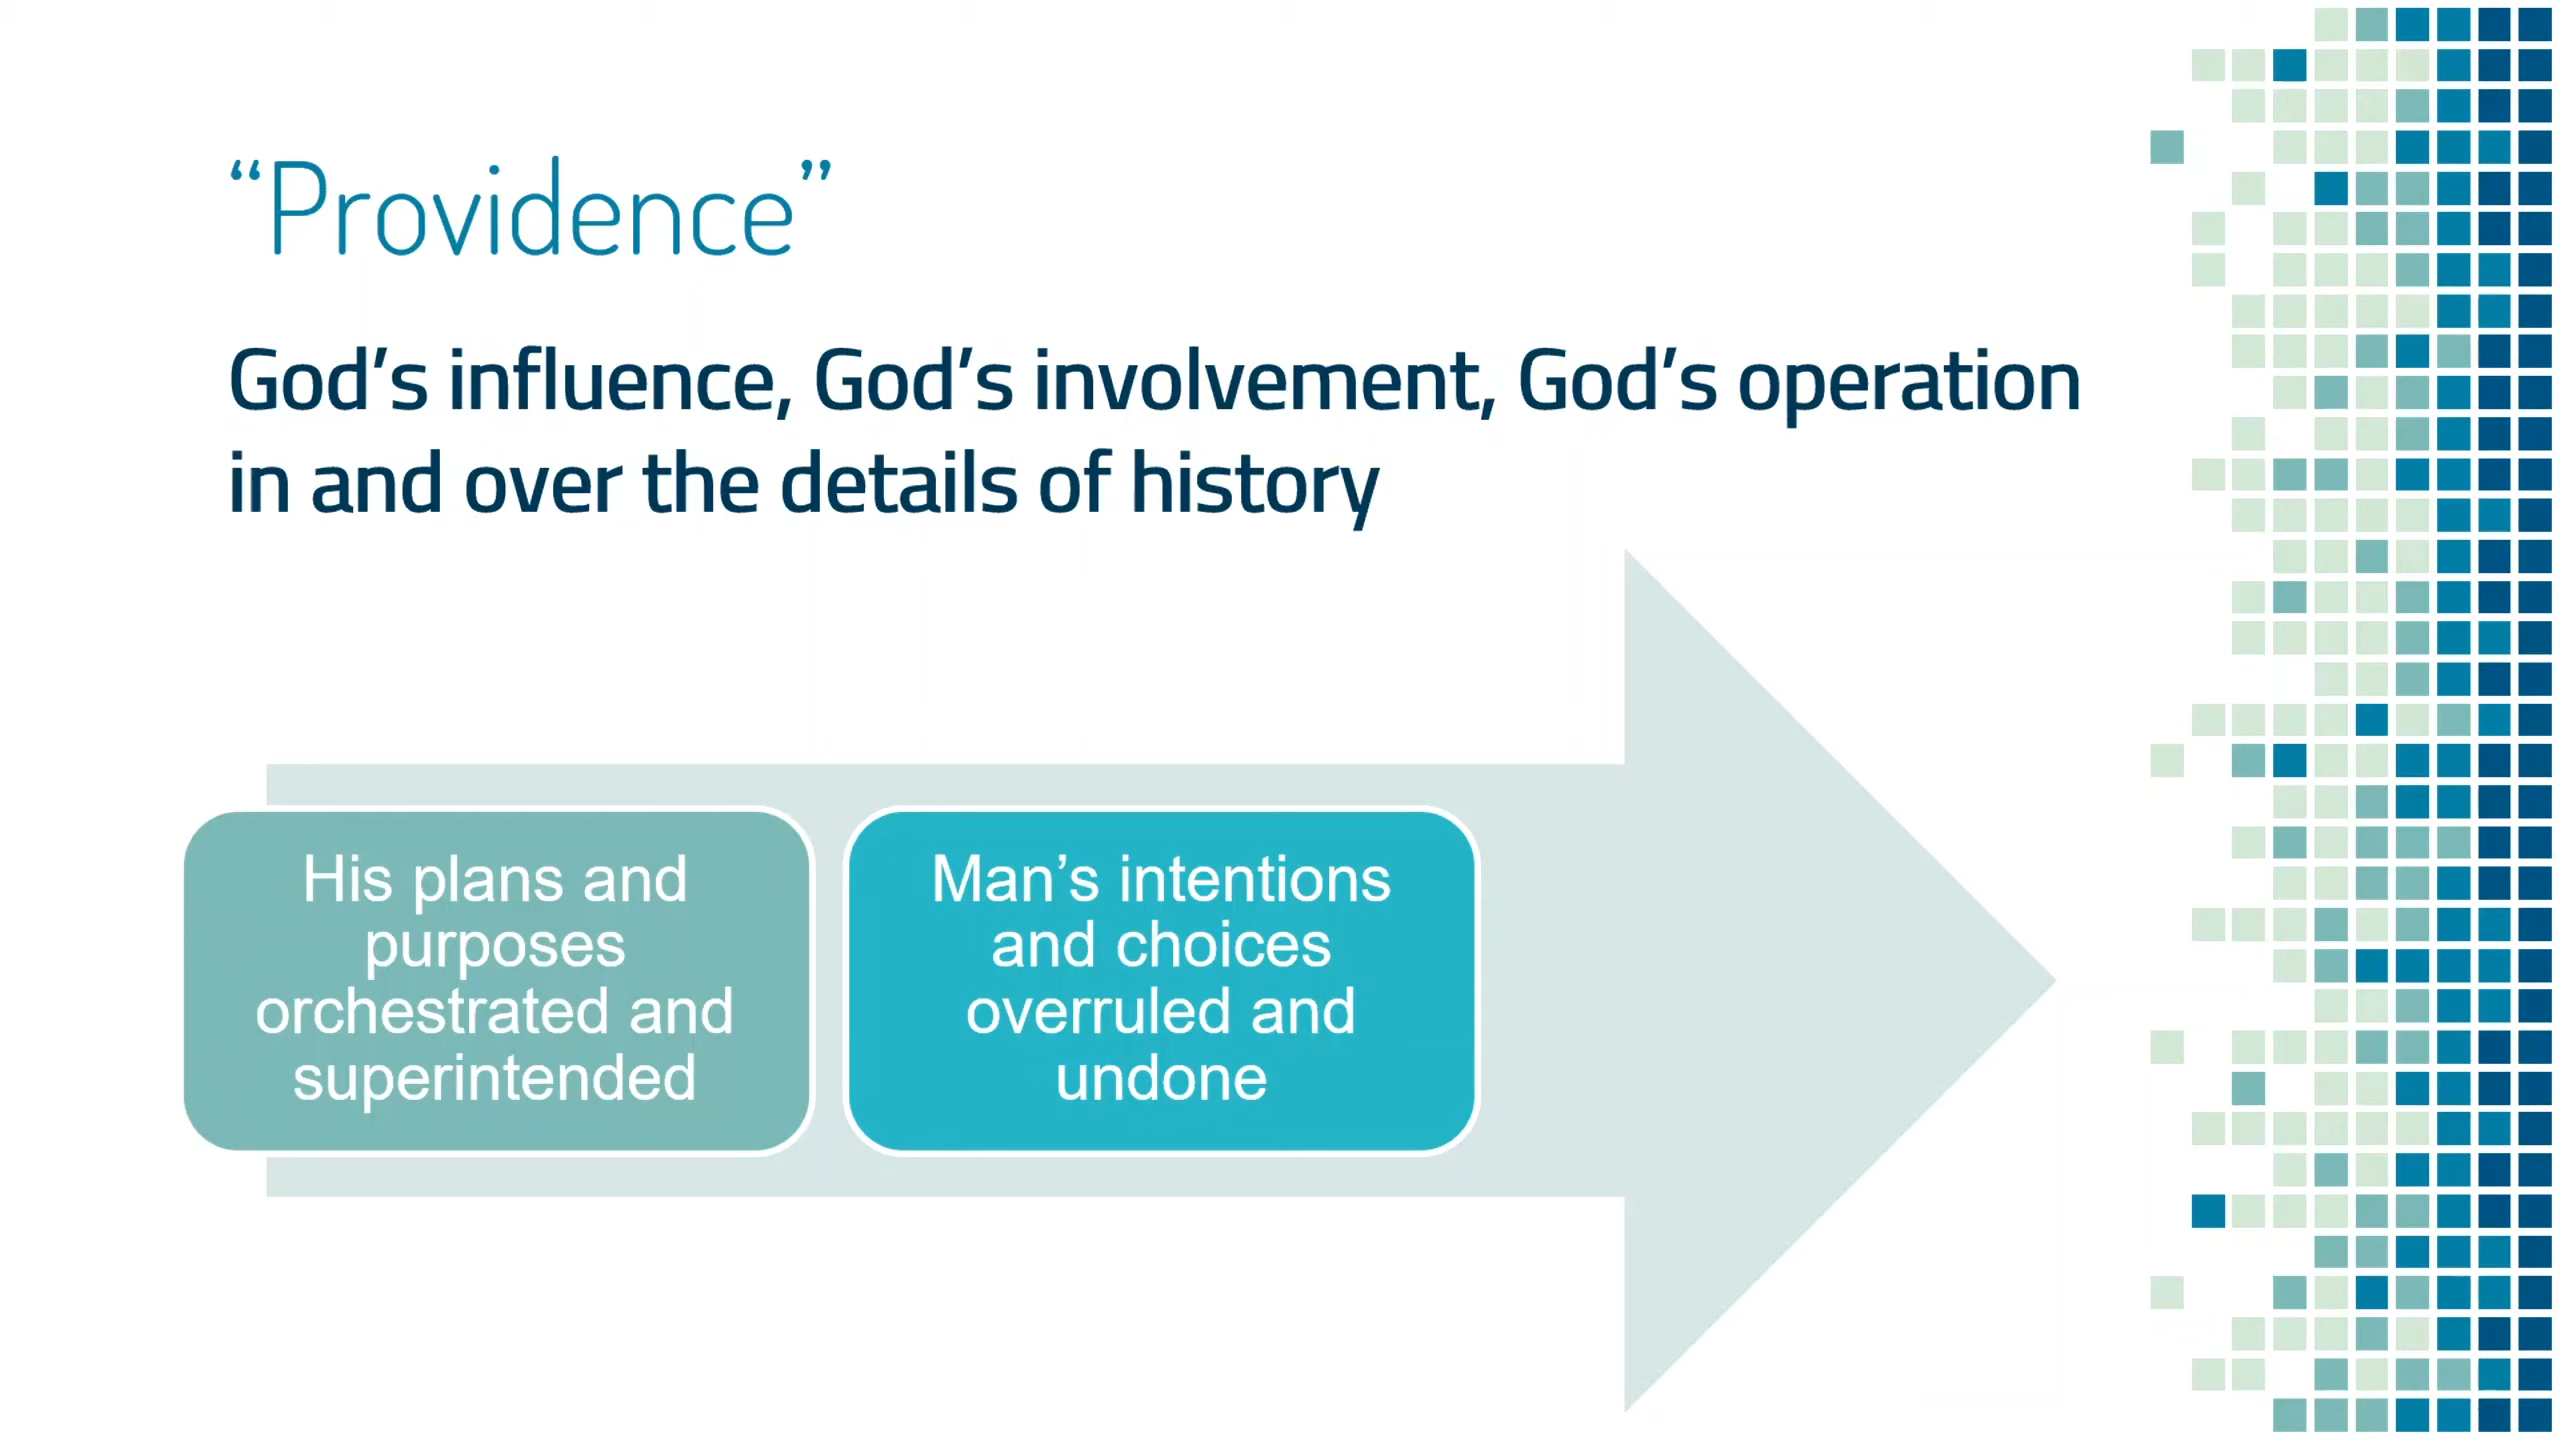 “Providence”
God’s influence, God’s involvement, God’s operation
in and over the details of history
His plans and
purposes
orchestrated and
superintended
Man’s intentions
and choices
overruled and
undone